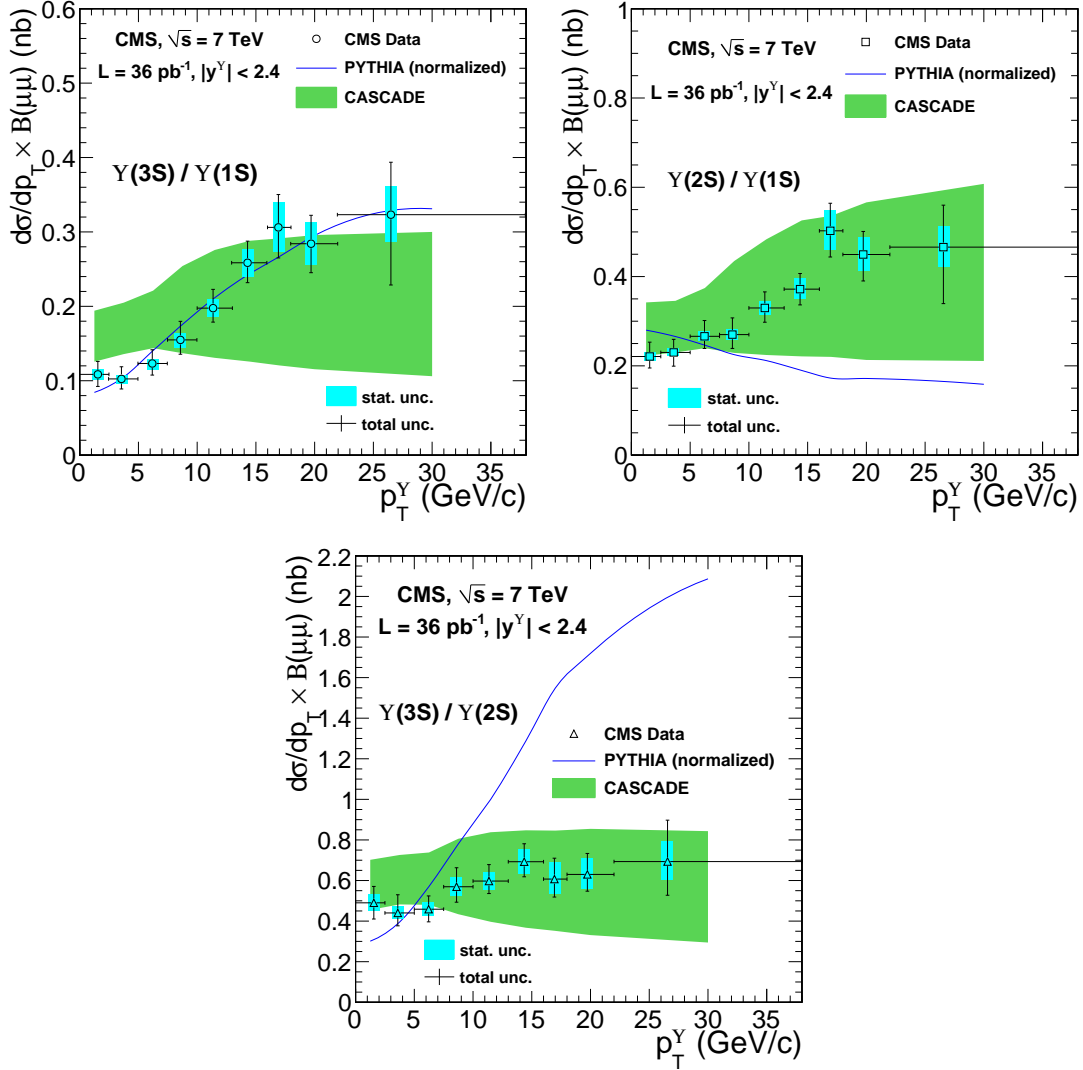 dσ/dp_T × B(μμ) (nb)
0.6
0.5
0.4
0.3
0.2
0.1
0
CMS, √s = 7 TeV
L = 36 pb⁻¹, |y^Υ| < 2.4
CMS Data
PYTHIA (normalized)
CASCADE
Υ(3S) / Υ(1S)
stat. unc.
total unc.
0 5 10 15 20 25 30 35
p_T^Υ (GeV/c)
dσ/dp_T × B(μμ) (nb)
1
0.8
0.6
0.4
0.2
0
CMS, √s = 7 TeV
L = 36 pb⁻¹, |y^Υ| < 2.4
CMS Data
PYTHIA (normalized)
CASCADE
Υ(2S) / Υ(1S)
stat. unc.
total unc.
0 5 10 15 20 25 30 35
p_T^Υ (GeV/c)
dσ/dp_T × B(μμ) (nb)
2.2
2
1.8
1.6
1.4
1.2
1
0.8
0.6
0.4
0.2
0
CMS, √s = 7 TeV
L = 36 pb⁻¹, |y^Υ| < 2.4
Υ(3S) / Υ(2S)
CMS Data
PYTHIA (normalized)
CASCADE
stat. unc.
total unc.
0 5 10 15 20 25 30 35
p_T^Υ (GeV/c)